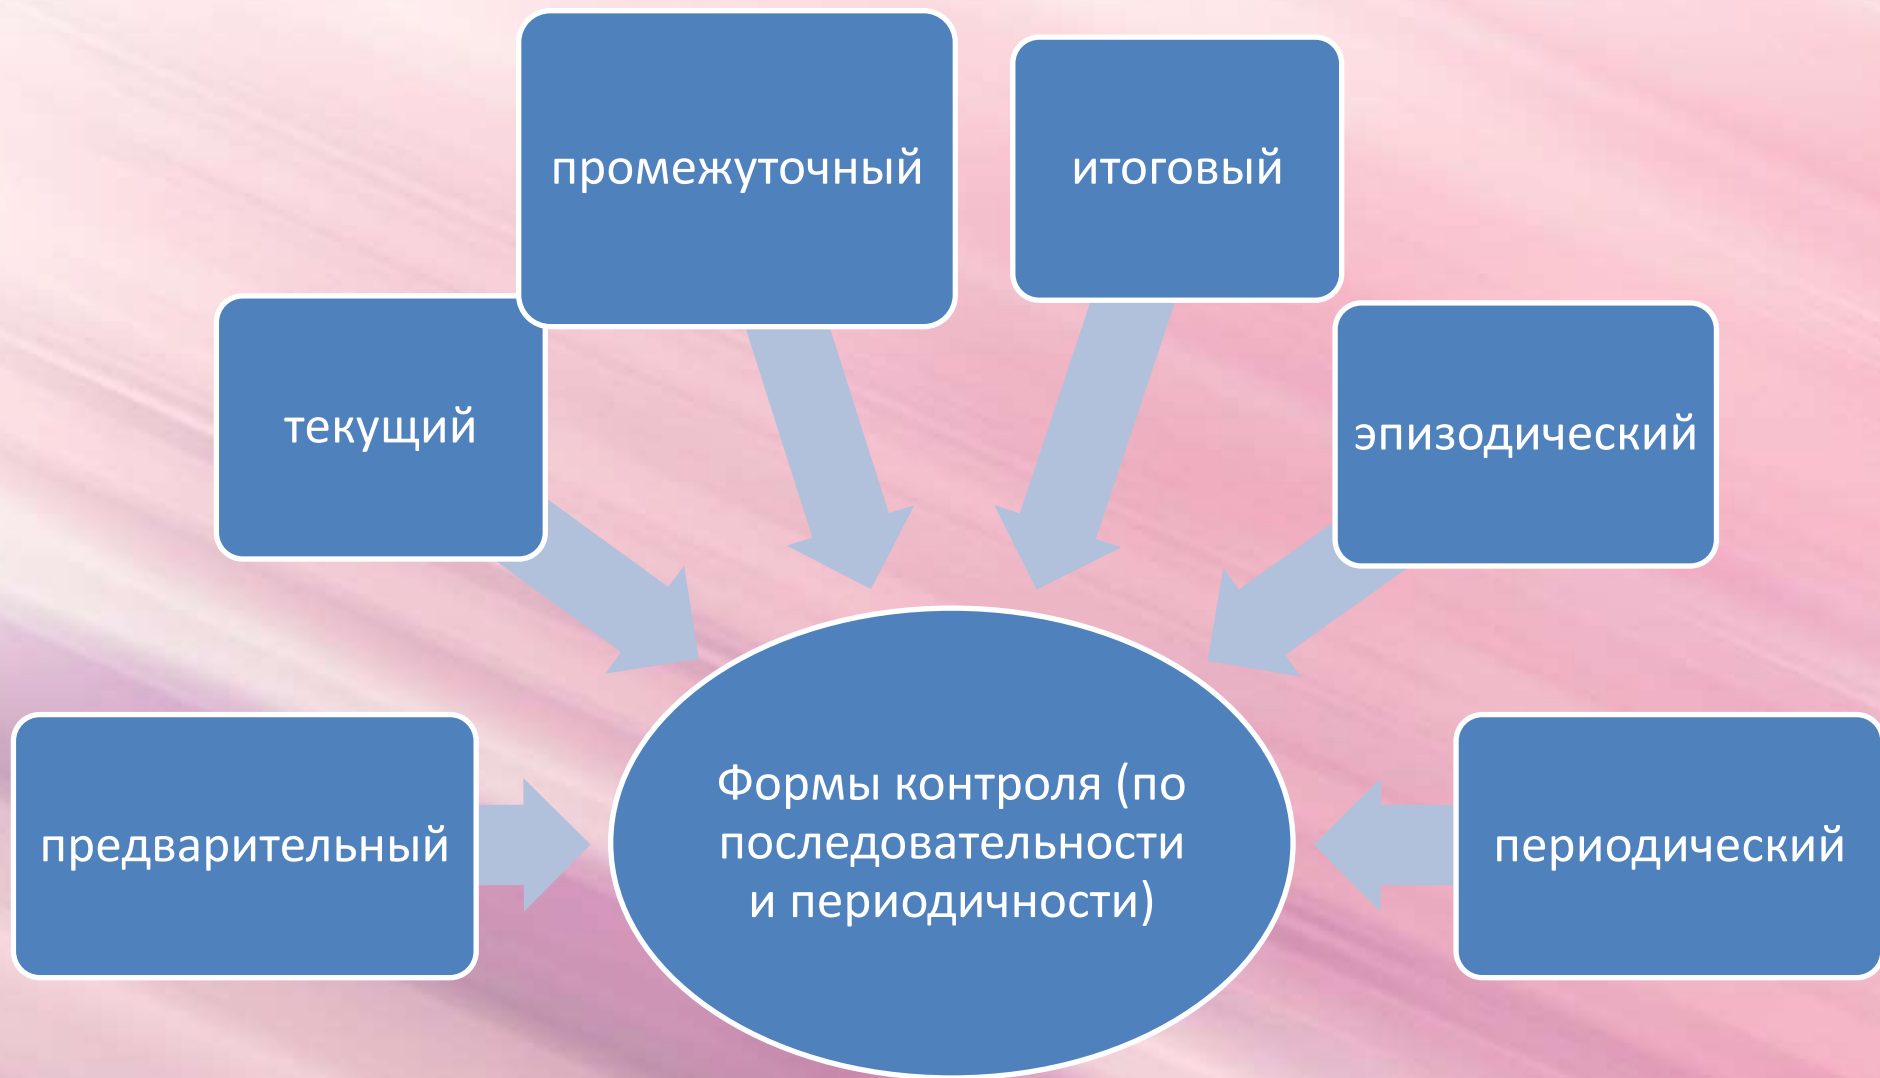 промежуточный
итоговый
текущий
эпизодический
предварительный
Формы контроля (по
последовательности
и периодичности)
периодический